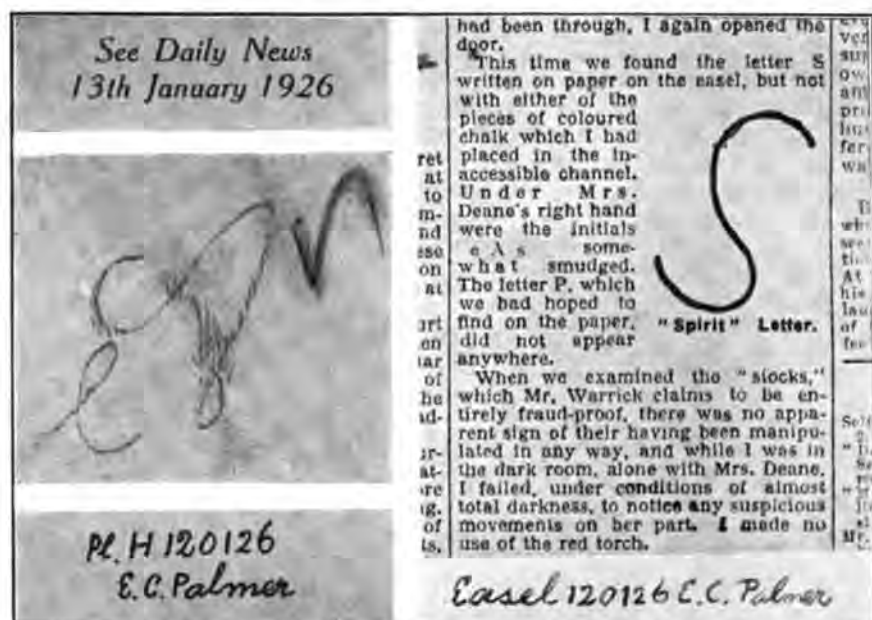 See Daily News
13th January 1926
Pl. H 120126
E.C. Palmer
had been through, I again opened the
door.
"This time we found the letter S
written on paper on the easel, but not
with either of the
pieces of coloured
chalk which I had
placed in the in-
accessible channel.
Under Mrs.
Deane's right hand
were the initials
e A s some-
what smudged.
The letter P, which
we had hoped to
find on the paper,
did not appear
anywhere.
S
"Spirit" Letter.
When we examined the "stocks,"
which Mr. Warrick claims to be en-
tirely fraud-proof, there was no appa-
rent sign of their having been manipu-
lated in any way, and while I was in
the dark room, alone with Mrs. Deane,
I failed, under conditions of almost
total darkness, to notice any suspicious
movements on her part. I made no
use of the red torch.
Easel 120126 E.C. Palmer